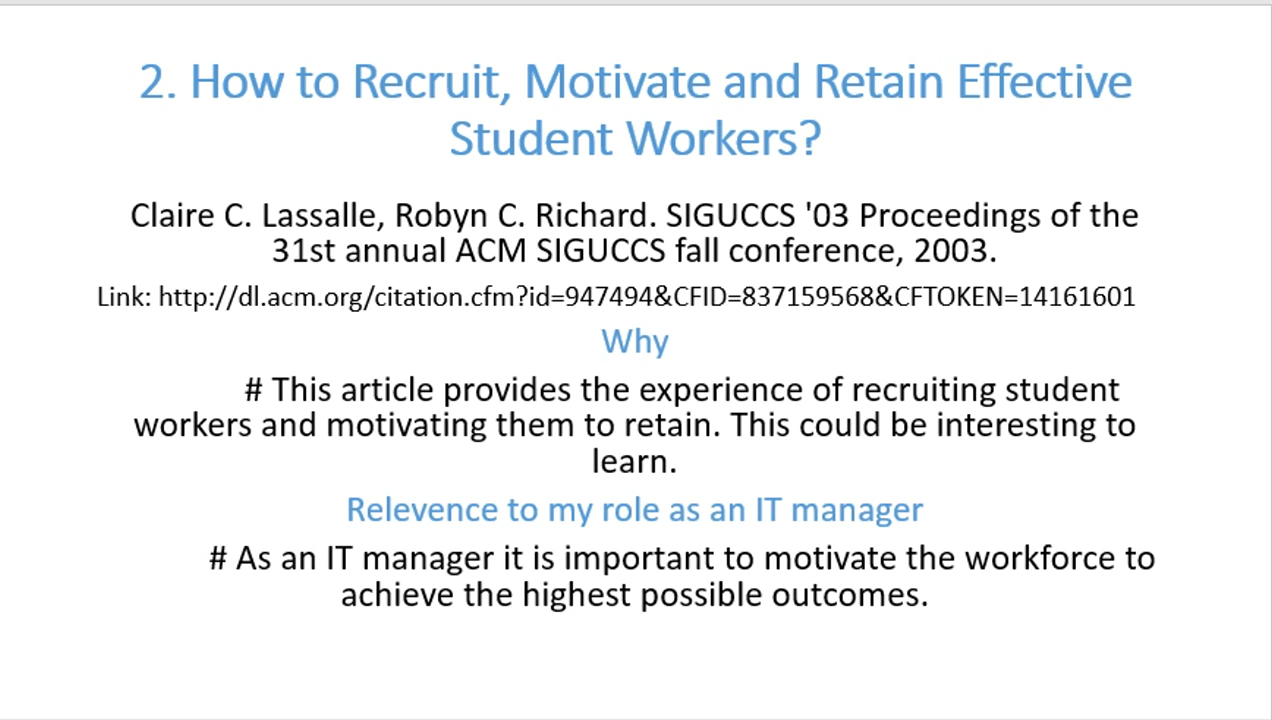 2. How to Recruit, Motivate and Retain Effective
Student Workers?
Claire C. Lassalle, Robyn C. Richard. SIGUCCS '03 Proceedings of the
31st annual ACM SIGUCCS fall conference, 2003.
Link: http://dl.acm.org/citation.cfm?id=947494&CFID=837159568&CFTOKEN=14161601
Why
# This article provides the experience of recruiting student
workers and motivating them to retain. This could be interesting to
learn.
Relevence to my role as an IT manager
# As an IT manager it is important to motivate the workforce to
achieve the highest possible outcomes.